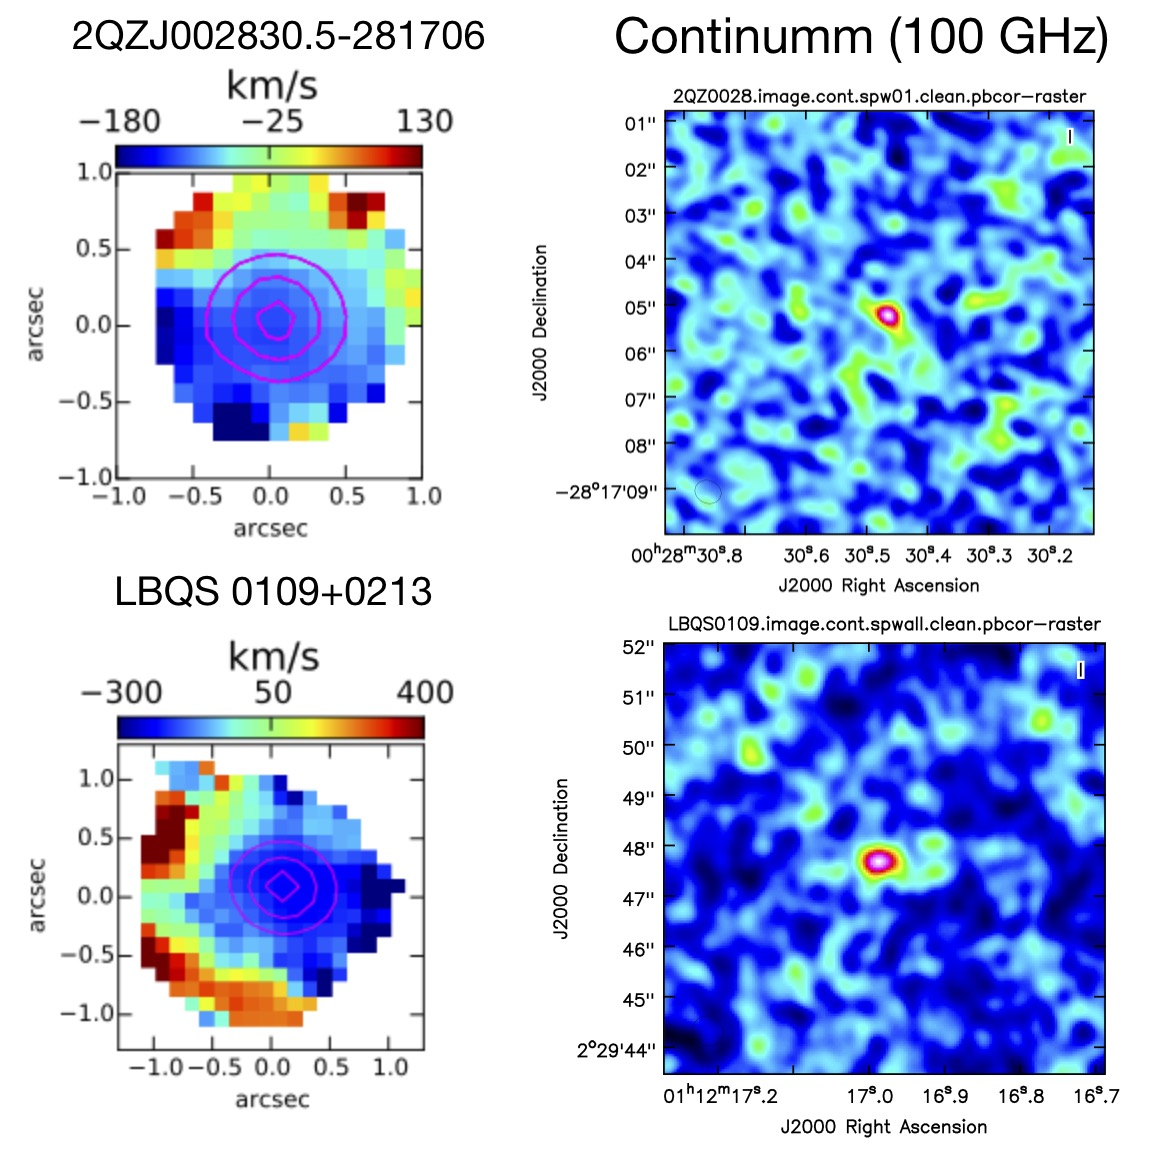 2QZJ002830.5-281706
km/s
−180 −25 130
1.0
0.5
0.0
−0.5
−1.0
arcsec
−1.0 −0.5 0.0 0.5 1.0
arcsec
Continumm (100 GHz)
2QZ0028.image.cont.spw01.clean.pbcor−raster
I
01"
02"
03"
04"
05"
06"
07"
08"
−28°17'09"
J2000 Declination
00ʰ28ᵐ30ˢ.8 30ˢ.6 30ˢ.5 30ˢ.4 30ˢ.3 30ˢ.2
J2000 Right Ascension
LBQS 0109+0213
km/s
−300 50 400
1.0
0.5
0.0
−0.5
−1.0
arcsec
−1.0 −0.5 0.0 0.5 1.0
arcsec
LBQS0109.image.cont.spwall.clean.pbcor−raster
I
52"
51"
50"
49"
48"
47"
46"
45"
2°29'44"
J2000 Declination
01ʰ12ᵐ17ˢ.2 17ˢ.0 16ˢ.9 16ˢ.8 16ˢ.7
J2000 Right Ascension